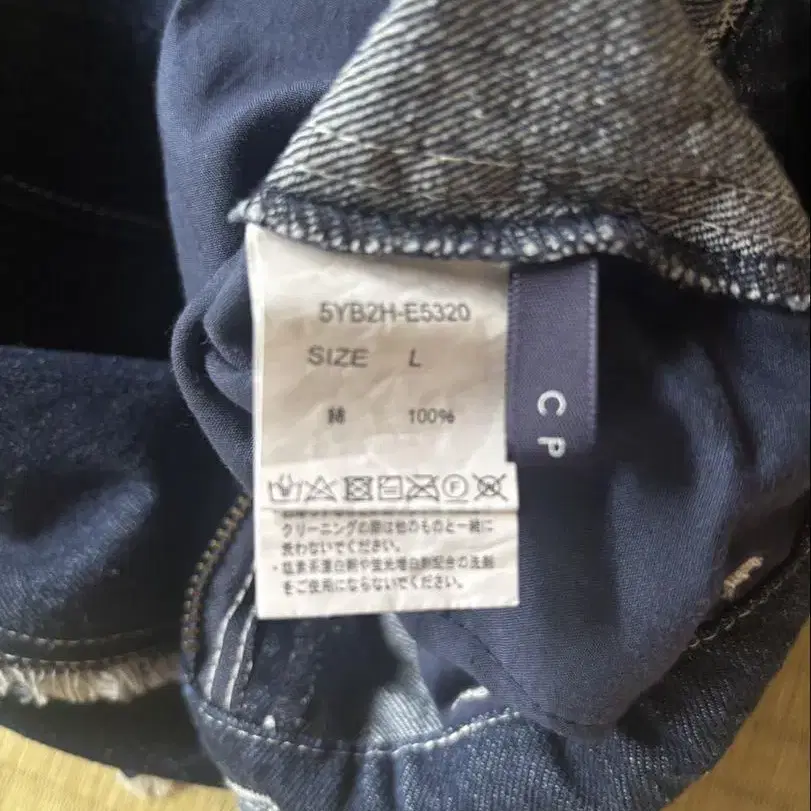 5YB2H-E5320
SIZE L
綿 100%
F
クリーニングの際は他のものと一緒に
洗わないでください。
・塩素系漂白剤や蛍光増白剤配合の洗剤
をご使用にならないでください。
C P